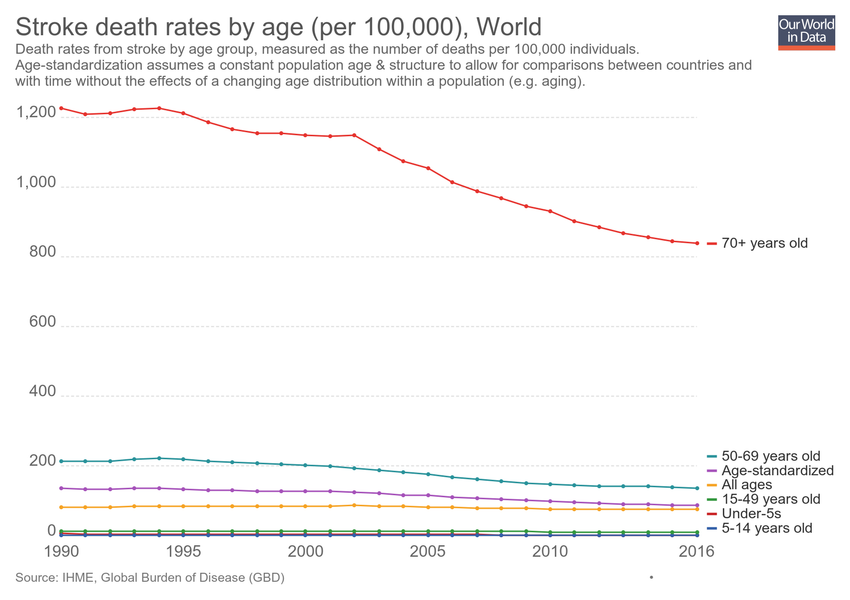 Stroke death rates by age (per 100,000), World
Our World
in Data
Death rates from stroke by age group, measured as the number of deaths per 100,000 individuals.
Age-standardization assumes a constant population age & structure to allow for comparisons between countries and
with time without the effects of a changing age distribution within a population (e.g. aging).
1,200
1,000
800
600
400
200
0
70+ years old
50-69 years old
Age-standardized
All ages
15-49 years old
Under-5s
5-14 years old
1990
1995
2000
2005
2010
2016
Source: IHME, Global Burden of Disease (GBD)